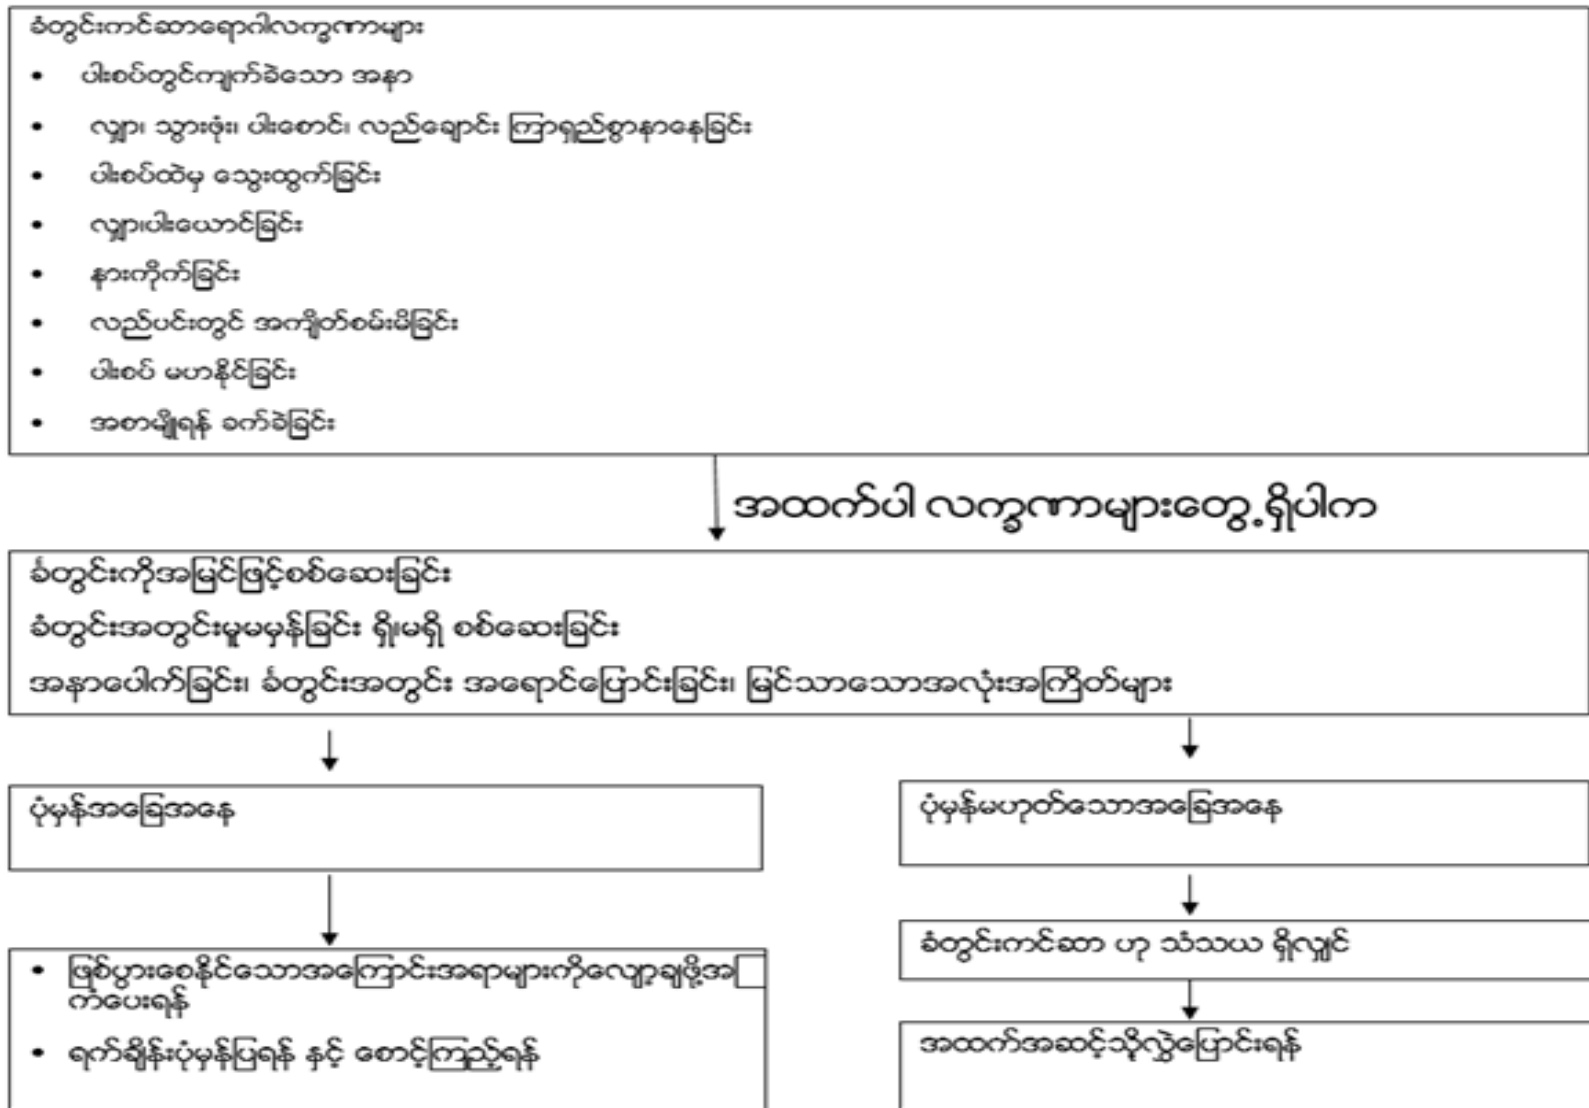 ခံတွင်းကင်ဆာရောဂါလက္ခဏာများ
• ပါးစပ်တွင်ကျက်ခဲသော အနာ
• လျှာ၊ သွားဖုံး၊ ပါးစောင်၊ လည်ချောင်း ကြာရှည်စွာနာနေခြင်း
• ပါးစပ်ထဲမှ သွေးထွက်ခြင်း
• လျှာ၊ပါးယောင်ခြင်း
• နားကိုက်ခြင်း
• လည်ပင်းတွင် အကျိတ်စမ်းမိခြင်း
• ပါးစပ် မဟနိုင်ခြင်း
• အစာမျိုရန် ခက်ခဲခြင်း
အထက်ပါ လက္ခဏာများတွေ့ရှိပါက
ခံတွင်းကိုအမြင်ဖြင့်စစ်ဆေးခြင်း
ခံတွင်းအတွင်းမူမမှန်ခြင်း ရှိ၊မရှိ စစ်ဆေးခြင်း
အနာပေါက်ခြင်း၊ ခံတွင်းအတွင်း အရောင်ပြောင်းခြင်း၊ မြင်သာသောအလုံးအကြိတ်များ
ပုံမှန်အခြေအနေ
ပုံမှန်မဟုတ်သောအခြေအနေ
• ဖြစ်ပွားစေနိုင်သောအကြောင်းအရာများကိုလျော့ချဖို့အကြ
ံပေးရန်
• ရက်ချိန်းပုံမှန်ပြရန် နှင့် စောင့်ကြည့်ရန်
ခံတွင်းကင်ဆာ ဟု သံသယ ရှိလျှင်
အထက်အဆင့်သို့လွှဲပြောင်းရန်